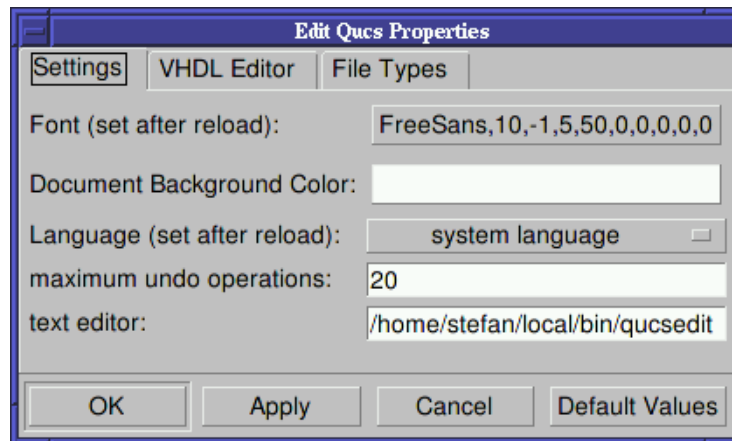 Edit Qucs Properties
Settings VHDL Editor File Types
Font (set after reload): FreeSans,10,-1,5,50,0,0,0,0,0
Document Background Color:
Language (set after reload): system language
maximum undo operations: 20
text editor: /home/stefan/local/bin/qucsedit
OK Apply Cancel Default Values